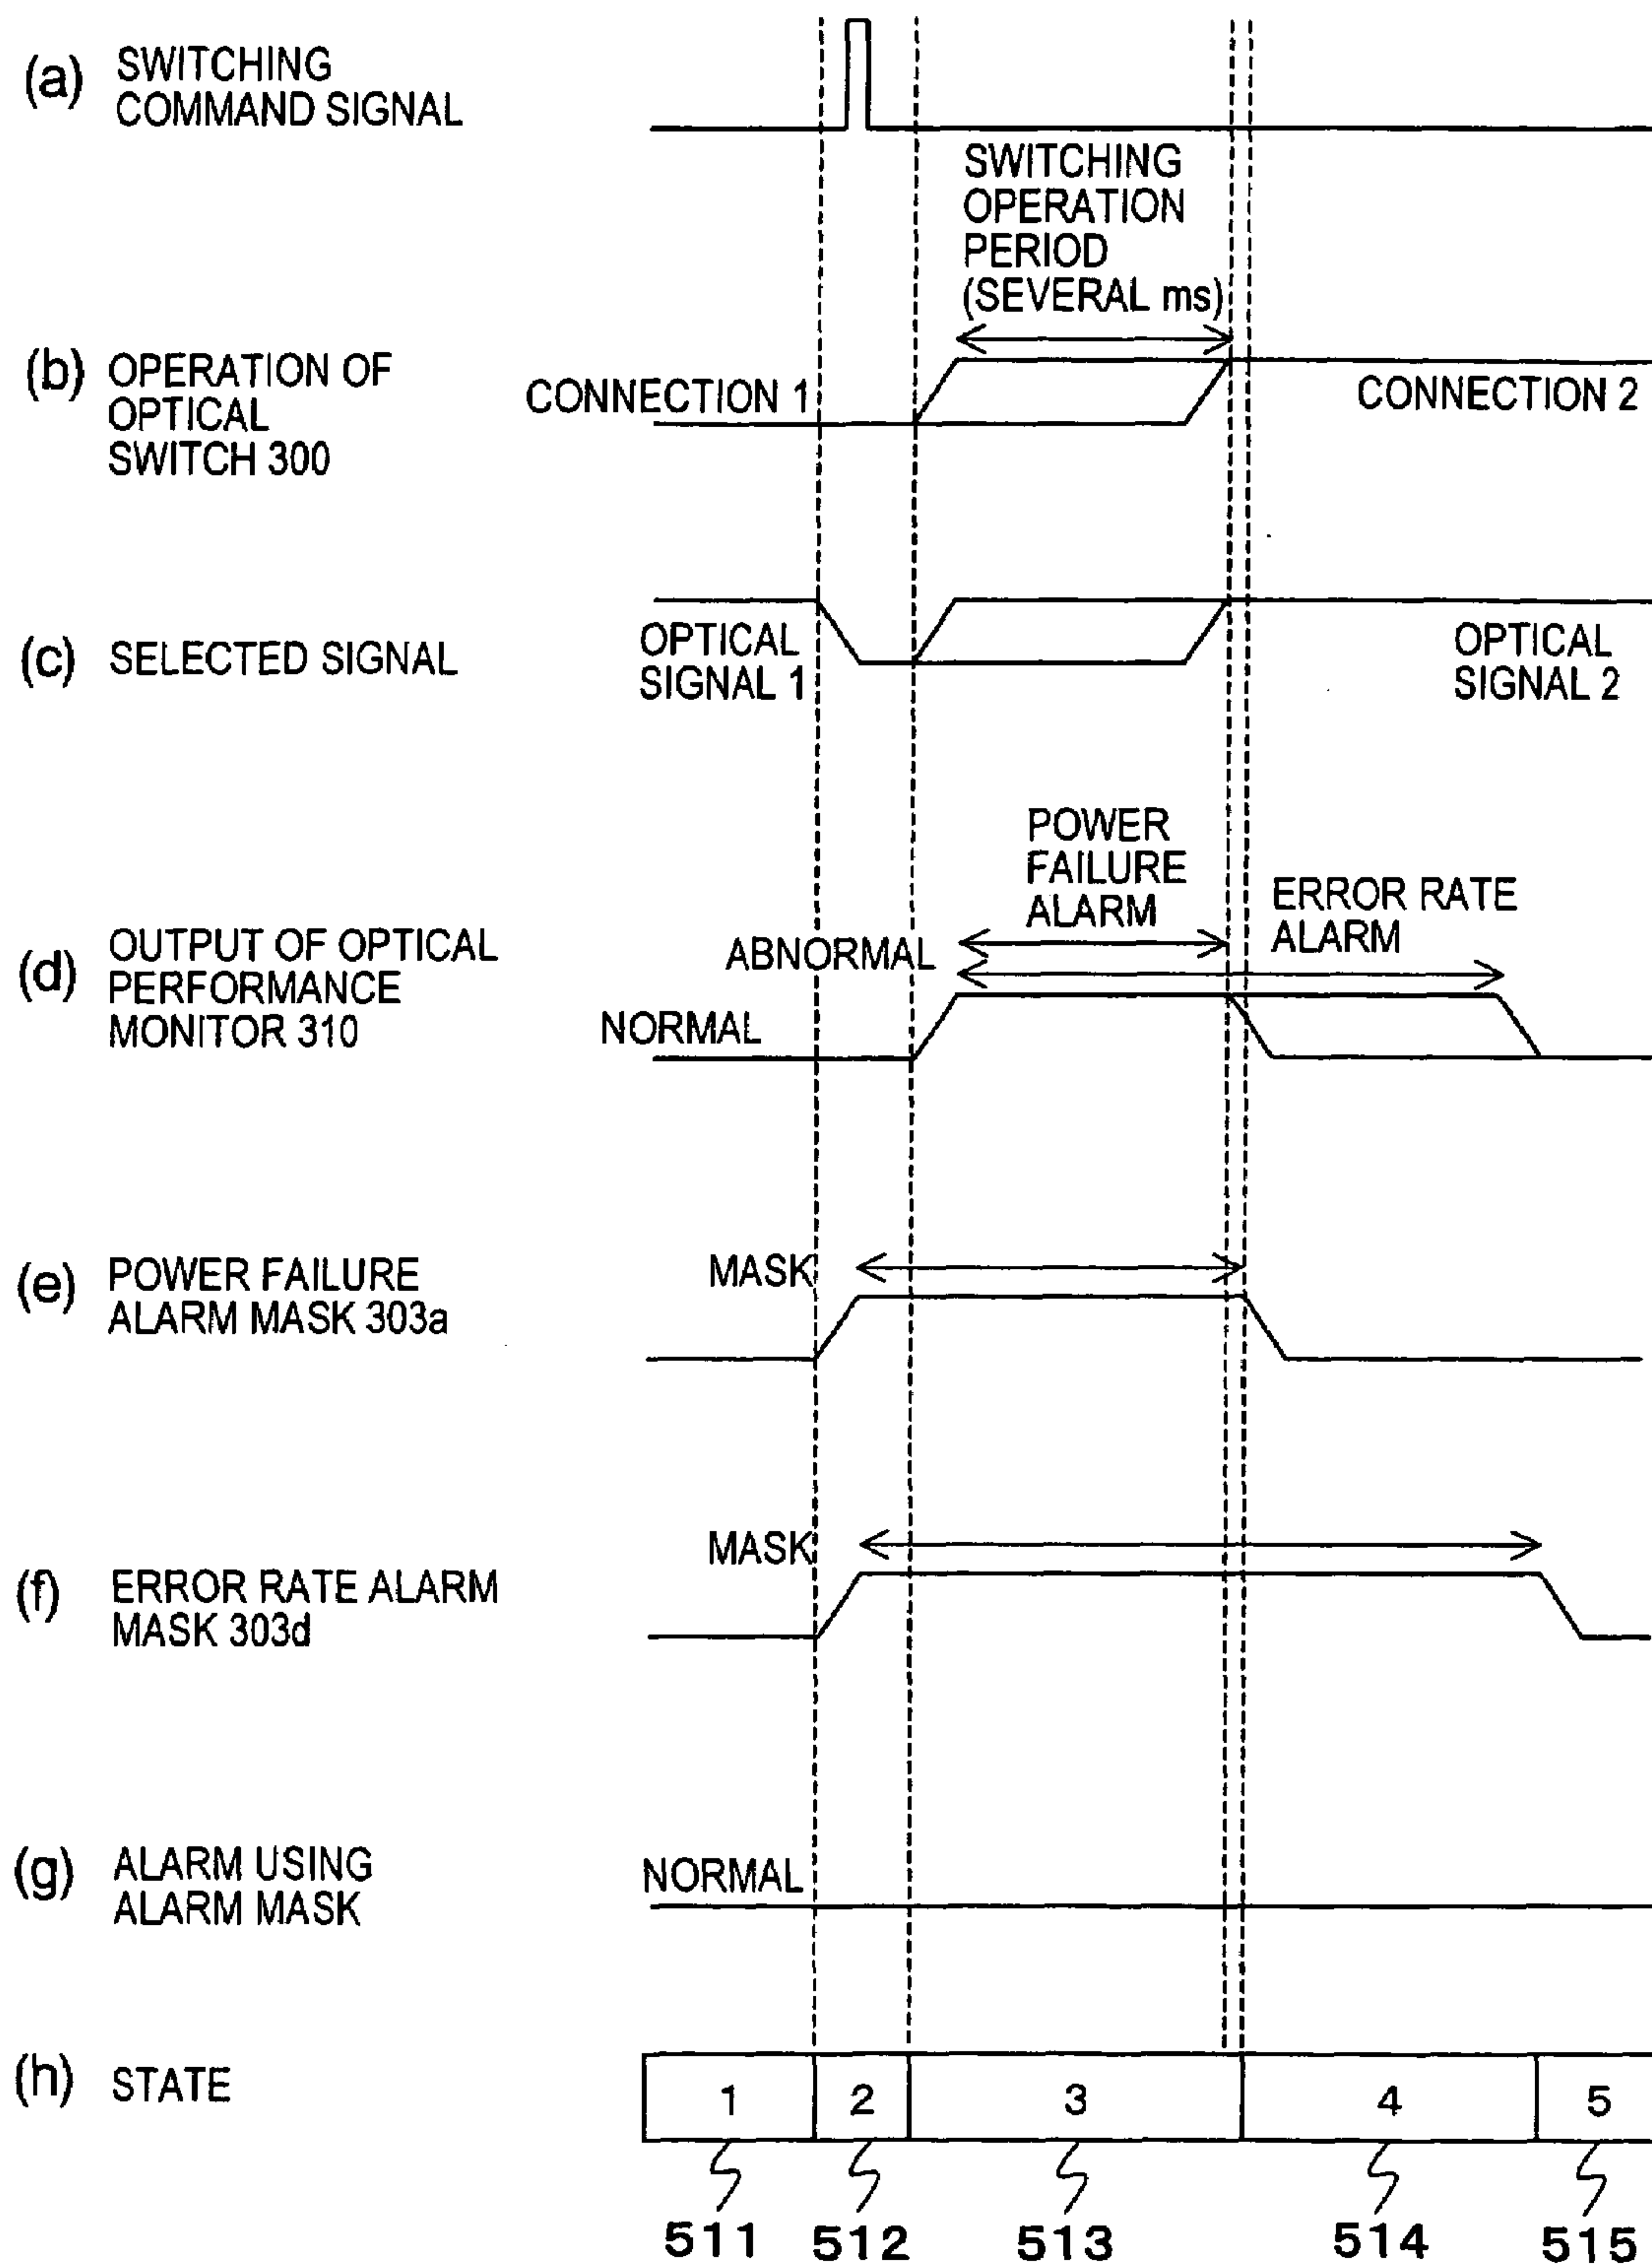 (a) SWITCHING
COMMAND SIGNAL
SWITCHING
OPERATION
PERIOD
(SEVERAL ms)
(b) OPERATION OF
OPTICAL
SWITCH 300
CONNECTION 1
CONNECTION 2
(c) SELECTED SIGNAL
OPTICAL
SIGNAL 1
OPTICAL
SIGNAL 2
POWER
FAILURE
ALARM
ERROR RATE
ALARM
(d) OUTPUT OF OPTICAL
PERFORMANCE
MONITOR 310
ABNORMAL
NORMAL
(e) POWER FAILURE
ALARM MASK 303a
MASK
(f) ERROR RATE ALARM
MASK 303d
MASK
(g) ALARM USING
ALARM MASK
NORMAL
(h) STATE
1 2 3 4 5
511 512 513 514 515